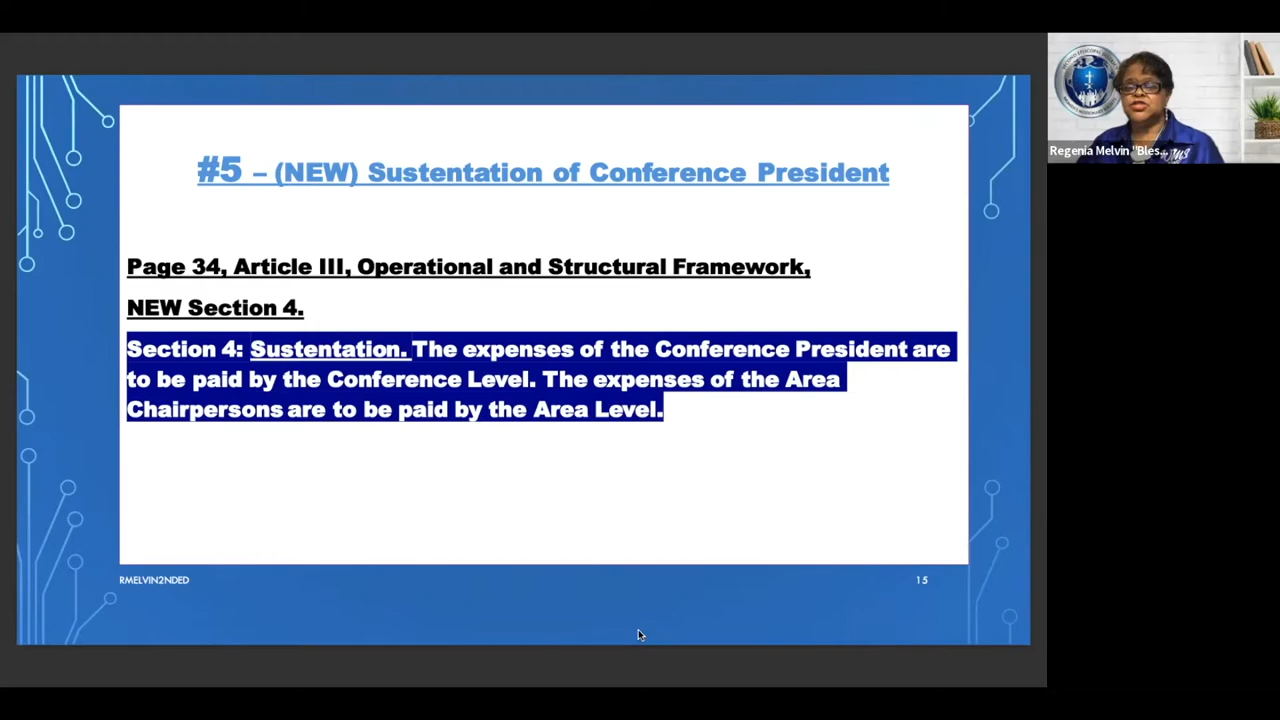 #5 – (NEW) Sustentation of Conference President
Page 34, Article III, Operational and Structural Framework,
NEW Section 4.
Section 4: Sustentation. The expenses of the Conference President are
to be paid by the Conference Level. The expenses of the Area
Chairpersons are to be paid by the Area Level.
RMELVIN2NDED
15
Regenia Melvin "Bles...